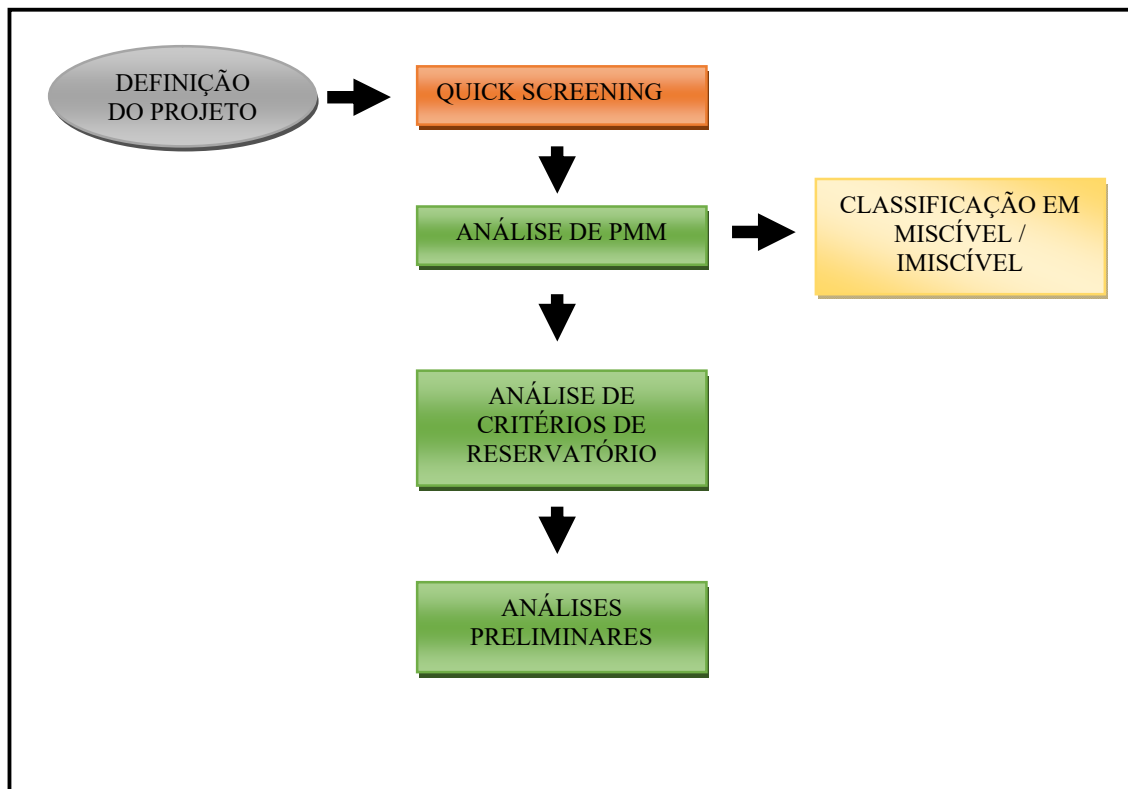 DEFINIÇÃO
DO PROJETO
QUICK SCREENING
ANÁLISE DE PMM
CLASSIFICAÇÃO EM
MISCÍVEL /
IMISCÍVEL
ANÁLISE DE
CRITÉRIOS DE
RESERVATÓRIO
ANÁLISES
PRELIMINARES